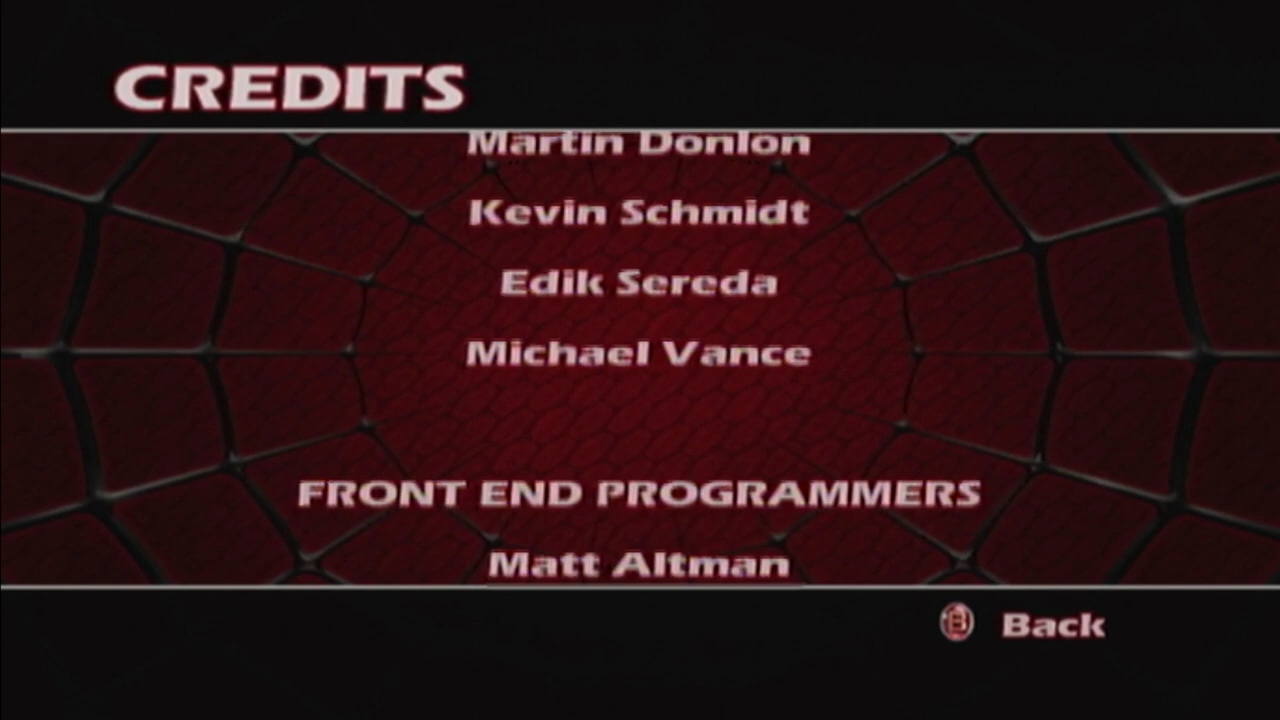 CREDITS
Martin Donlon
Kevin Schmidt
Edik Sereda
Michael Vance
FRONT END PROGRAMMERS
Matt Altman
B Back